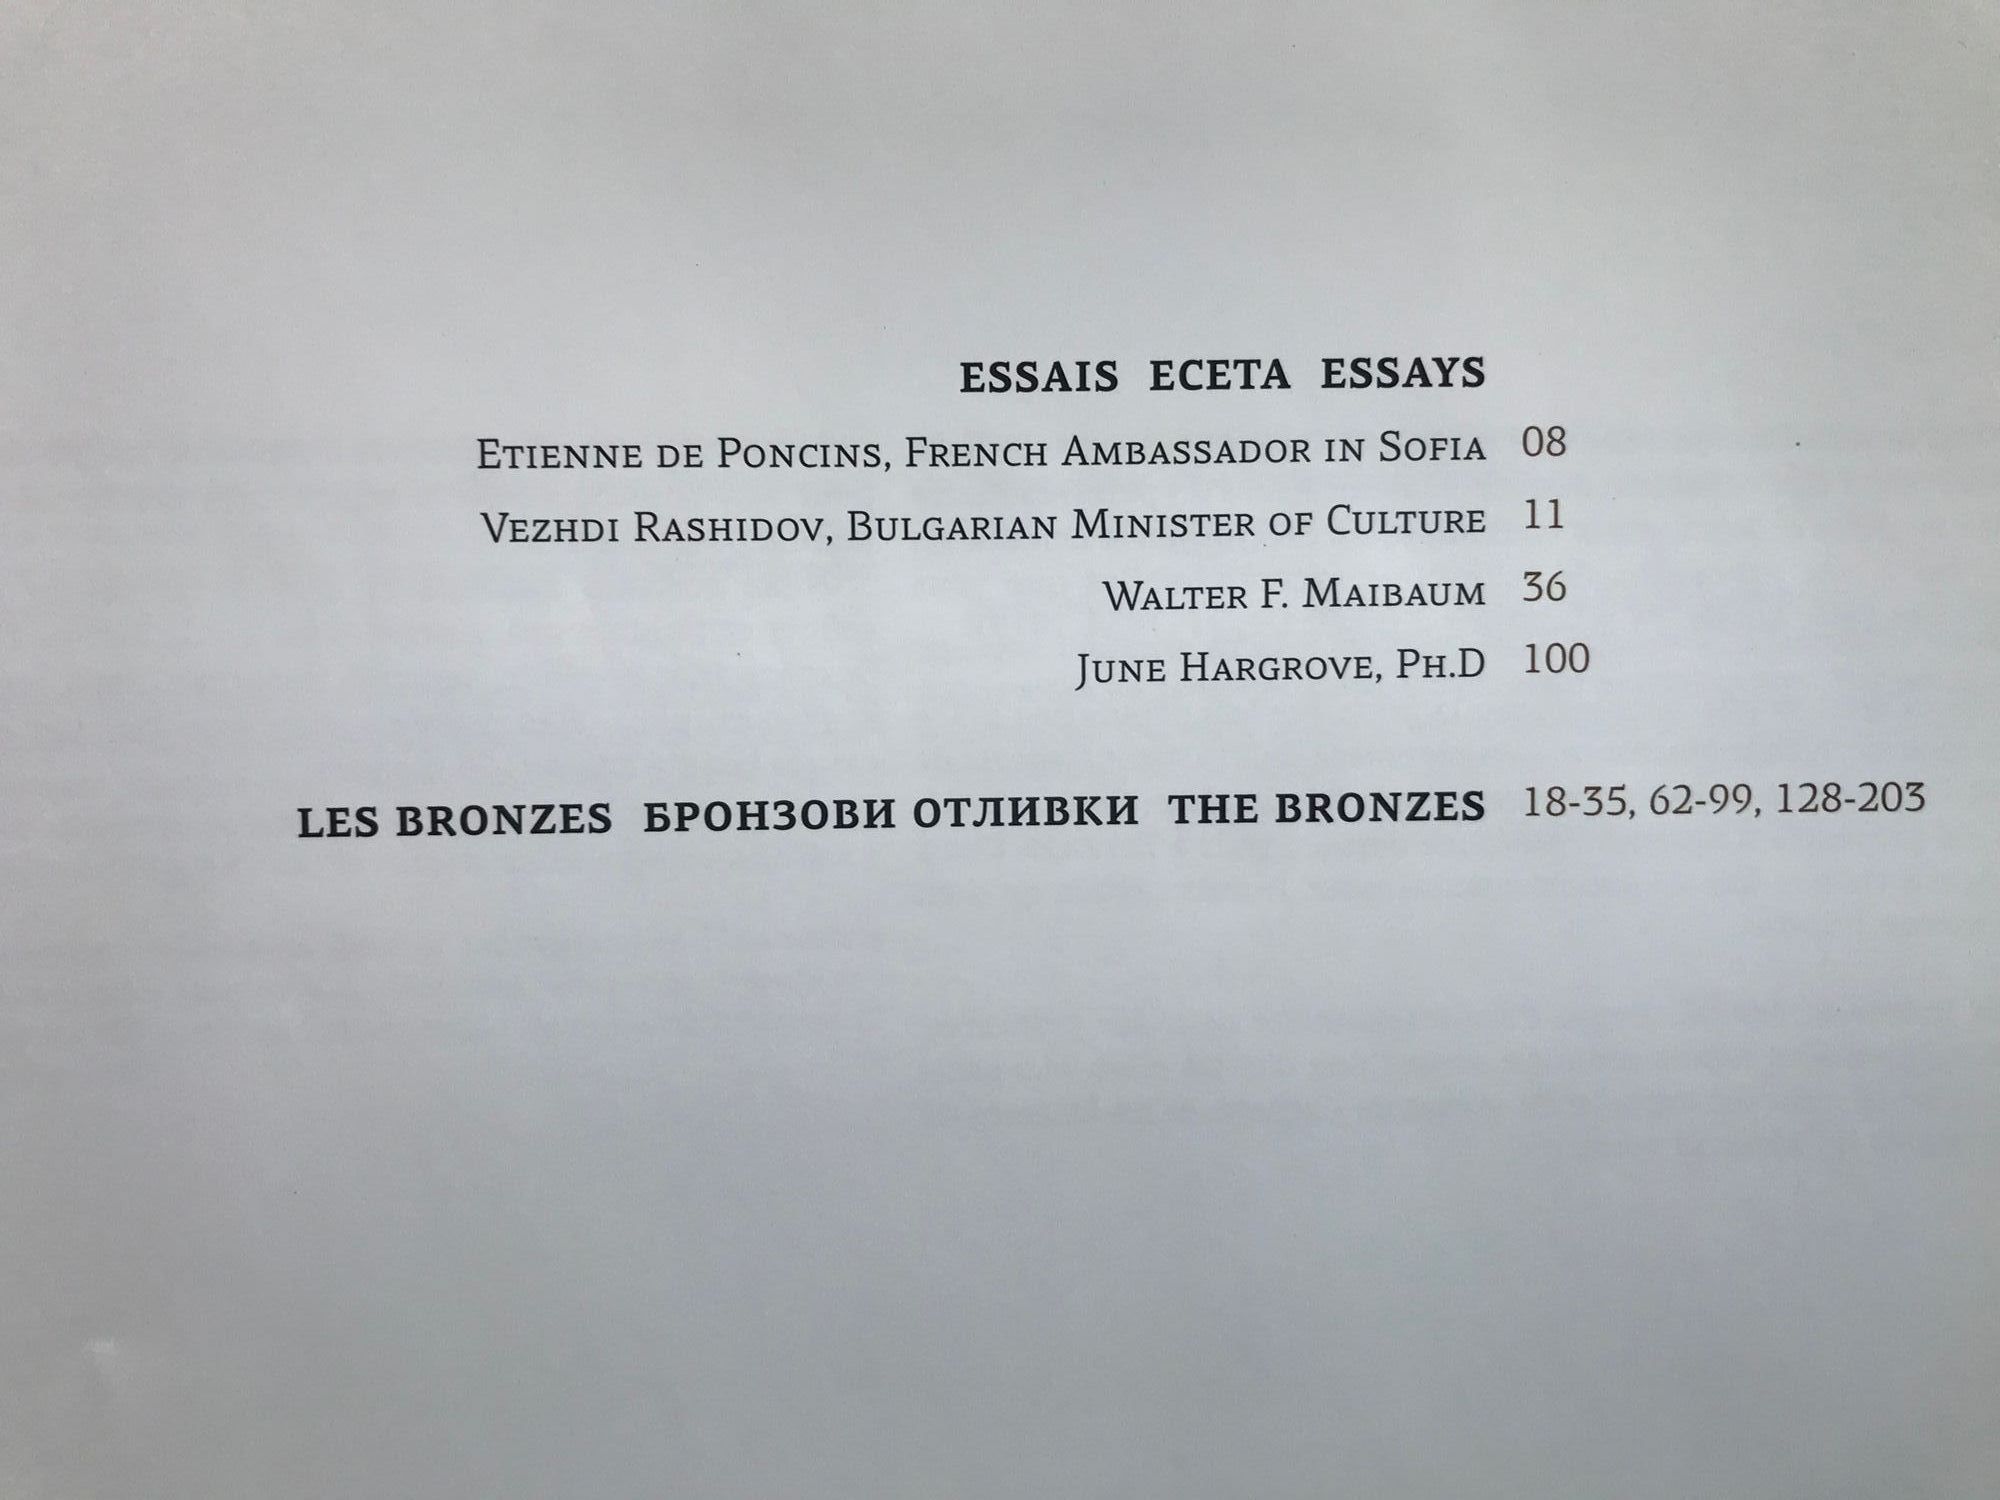 ESSAIS ЕСЕТА ESSAYS
Etienne de Poncins, French Ambassador in Sofia 08
Vezhdi Rashidov, Bulgarian Minister of Culture 11
Walter F. Maibaum 36
June Hargrove, Ph.D 100
LES BRONZES БРОНЗОВИ ОТЛИВКИ THE BRONZES 18-35, 62-99, 128-203